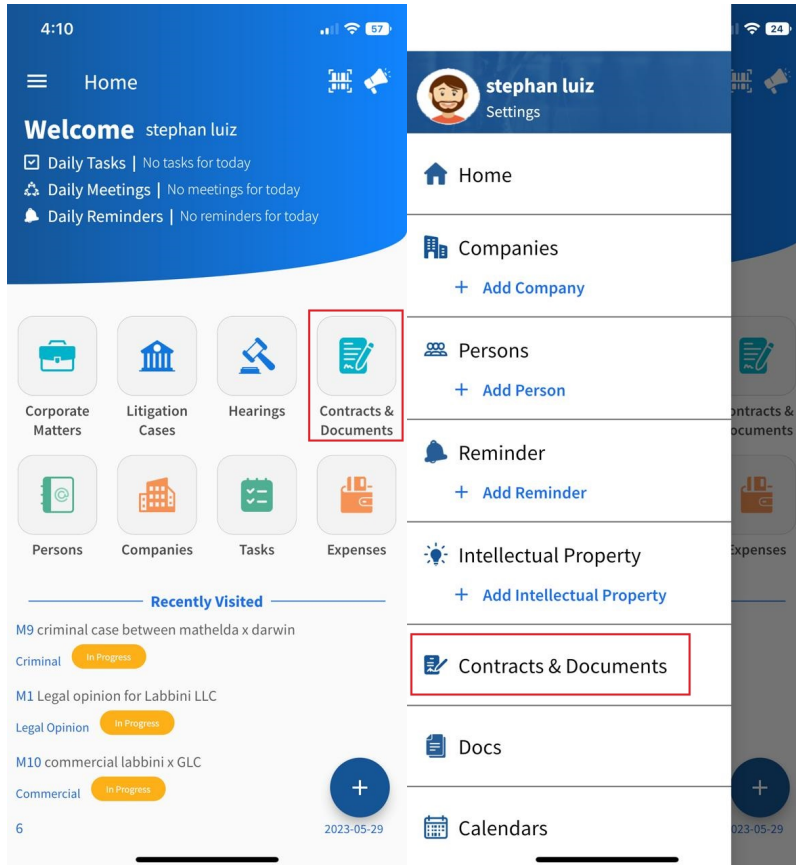 4:10
57
Home
Welcome stephan luiz
Daily Tasks | No tasks for today
Daily Meetings | No meetings for today
Daily Reminders | No reminders for today
Corporate
Matters
Litigation
Cases
Hearings
Contracts &
Documents
Persons
Companies
Tasks
Expenses
Recently Visited
M9 criminal case between mathelda x darwin
Criminal In Progress
M1 Legal opinion for Labbini LLC
Legal Opinion In Progress
M10 commercial labbini x GLC
Commercial In Progress
+
6 2023-05-29
24
stephan luiz
Settings
Home
Companies
+ Add Company
Persons
+ Add Person
Reminder
+ Add Reminder
Intellectual Property
+ Add Intellectual Property
Contracts & Documents
Docs
Calendars
ontracts &
ocuments
Expenses
+
023-05-29